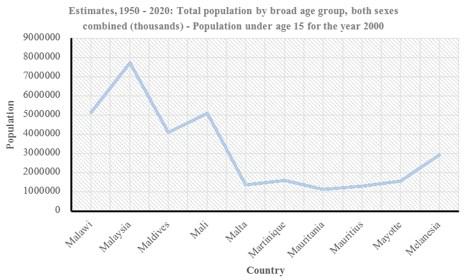 Estimates, 1950 - 2020: Total population by broad age group, both sexes
combined (thousands) - Population under age 15 for the year 2000
9000000
8000000
7000000
6000000
5000000
4000000
3000000
2000000
1000000
0
Population
Malawi
Malaysia
Maldives
Mali
Malta
Martinique
Mauritania
Mauritius
Mayotte
Melanesia
Country